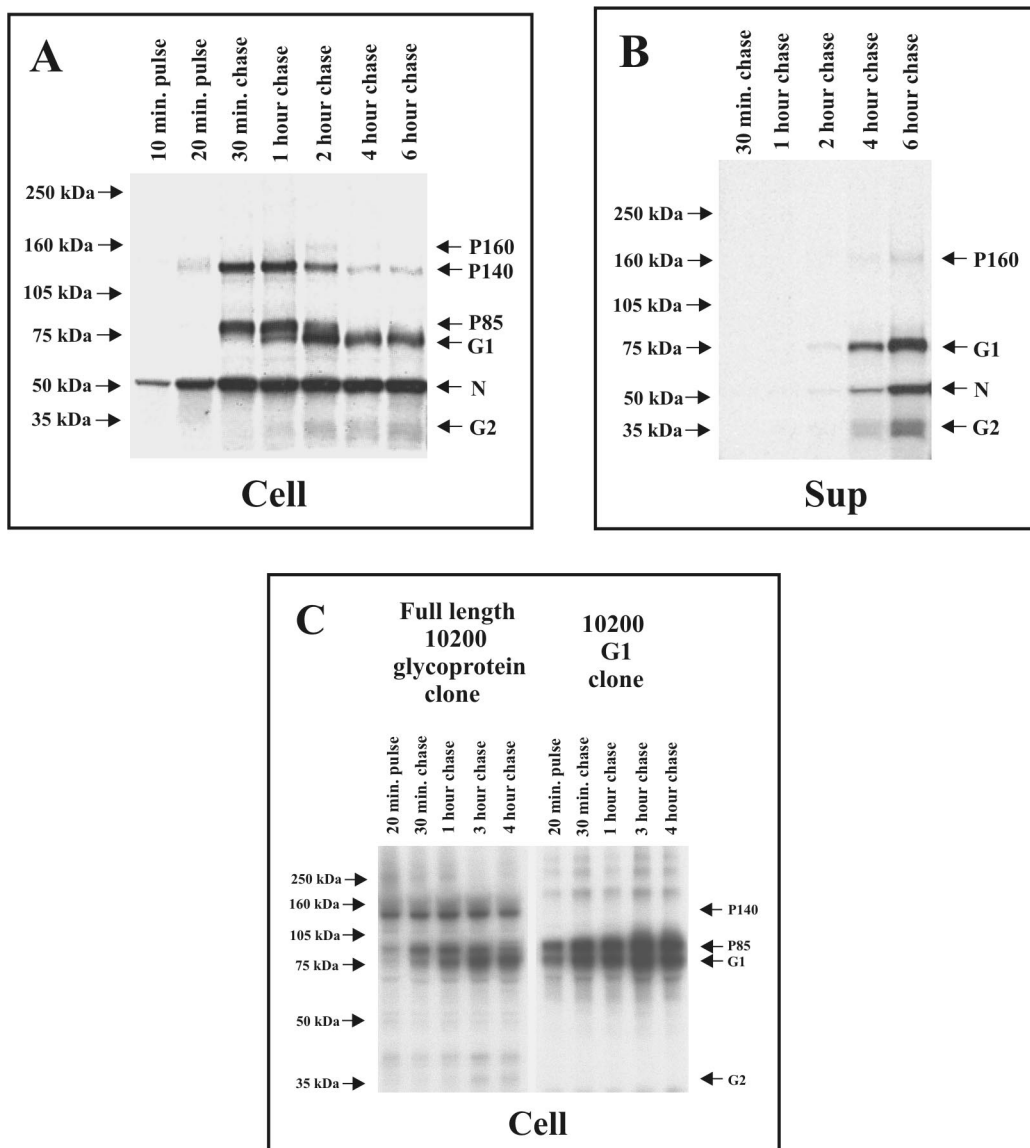 A
10 min. pulse
20 min. pulse
30 min. chase
1 hour chase
2 hour chase
4 hour chase
6 hour chase
250 kDa
160 kDa
105 kDa
75 kDa
50 kDa
35 kDa
P160
P140
P85
G1
N
G2
Cell
B
30 min. chase
1 hour chase
2 hour chase
4 hour chase
6 hour chase
250 kDa
160 kDa
105 kDa
75 kDa
50 kDa
35 kDa
P160
G1
N
G2
Sup
C
Full length
10200
glycoprotein
clone
10200
G1
clone
20 min. pulse
30 min. chase
1 hour chase
3 hour chase
4 hour chase
20 min. pulse
30 min. chase
1 hour chase
3 hour chase
4 hour chase
250 kDa
160 kDa
105 kDa
75 kDa
50 kDa
35 kDa
P140
P85
G1
G2
Cell